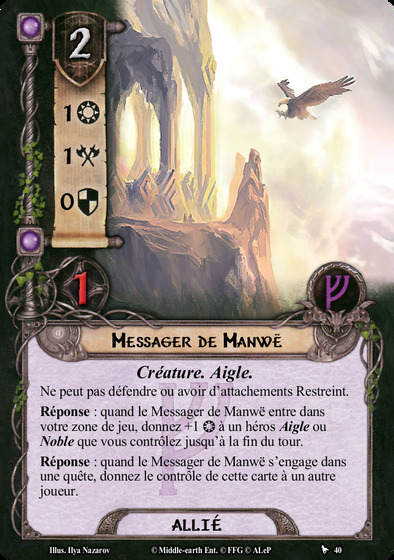 2
1
1
0
1
Messager de Manwë
Créature. Aigle.
Ne peut pas défendre ou avoir d'attachements Restreint.
Réponse : quand le Messager de Manwë entre dans
votre zone de jeu, donnez +1 à un héros Aigle ou
Noble que vous contrôlez jusqu'à la fin du tour.
Réponse : quand le Messager de Manwë s'engage dans
une quête, donnez le contrôle de cette carte à un autre
joueur.
ALLIÉ
Illus. Ilya Nazarov © Middle-earth Ent. © FFG © ALeP 40